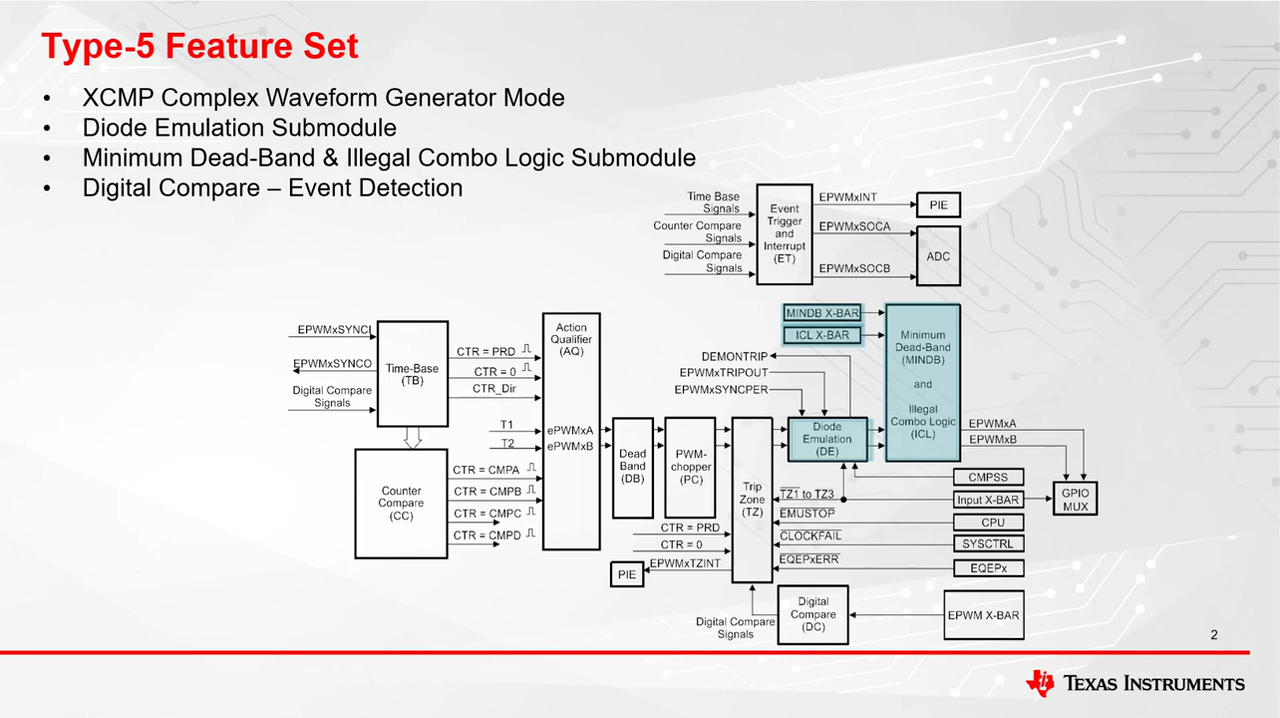 Type-5 Feature Set
• XCMP Complex Waveform Generator Mode
• Diode Emulation Submodule
• Minimum Dead-Band & Illegal Combo Logic Submodule
• Digital Compare – Event Detection
Time Base
Signals
Counter Compare
Signals
Digital Compare
Signals
Event
Trigger
and
Interrupt
(ET)
EPWMxINT
EPWMxSOCA
EPWMxSOCB
PIE
ADC
EPWMxSYNCI
EPWMxSYNCO
Digital Compare
Signals
Time-Base
(TB)
CTR = PRD
CTR = 0
CTR_Dir
Action
Qualifier
(AQ)
T1
T2
ePWMxA
ePWMxB
Counter
Compare
(CC)
CTR = CMPA
CTR = CMPB
CTR = CMPC
CTR = CMPD
Dead
Band
(DB)
PWM-
chopper
(PC)
CTR = PRD
CTR = 0
EPWMxTZINT
PIE
Trip
Zone
(TZ)
MINDB X-BAR
ICL X-BAR
DEMONTRIP
EPWMxTRIPOUT
EPWMxSYNCPER
Diode
Emulation
(DE)
Minimum
Dead-Band
(MINDB)
and
Illegal
Combo Logic
(ICL)
EPWMxA
EPWMxB
TZ1 to TZ3
EMUSTOP
CLOCKFAIL
EQEPxERR
CMPSS
Input X-BAR
CPU
SYSCTRL
EQEPx
GPIO
MUX
Digital Compare
Signals
Digital
Compare
(DC)
EPWM X-BAR
2
TEXAS INSTRUMENTS